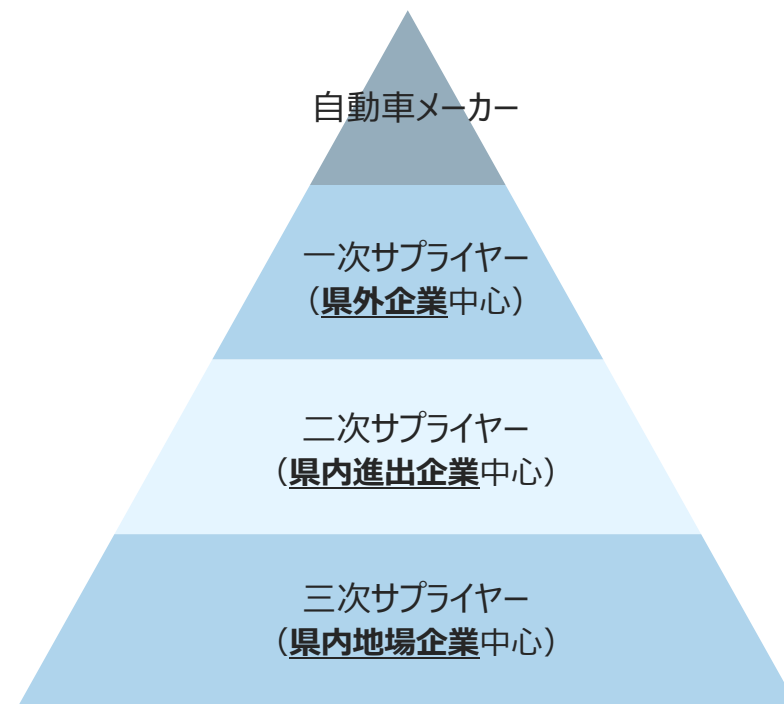 自動車メーカー
一次サプライヤー
（県外企業中心）
二次サプライヤー
（県内進出企業中心）
三次サプライヤー
（県内地場企業中心）